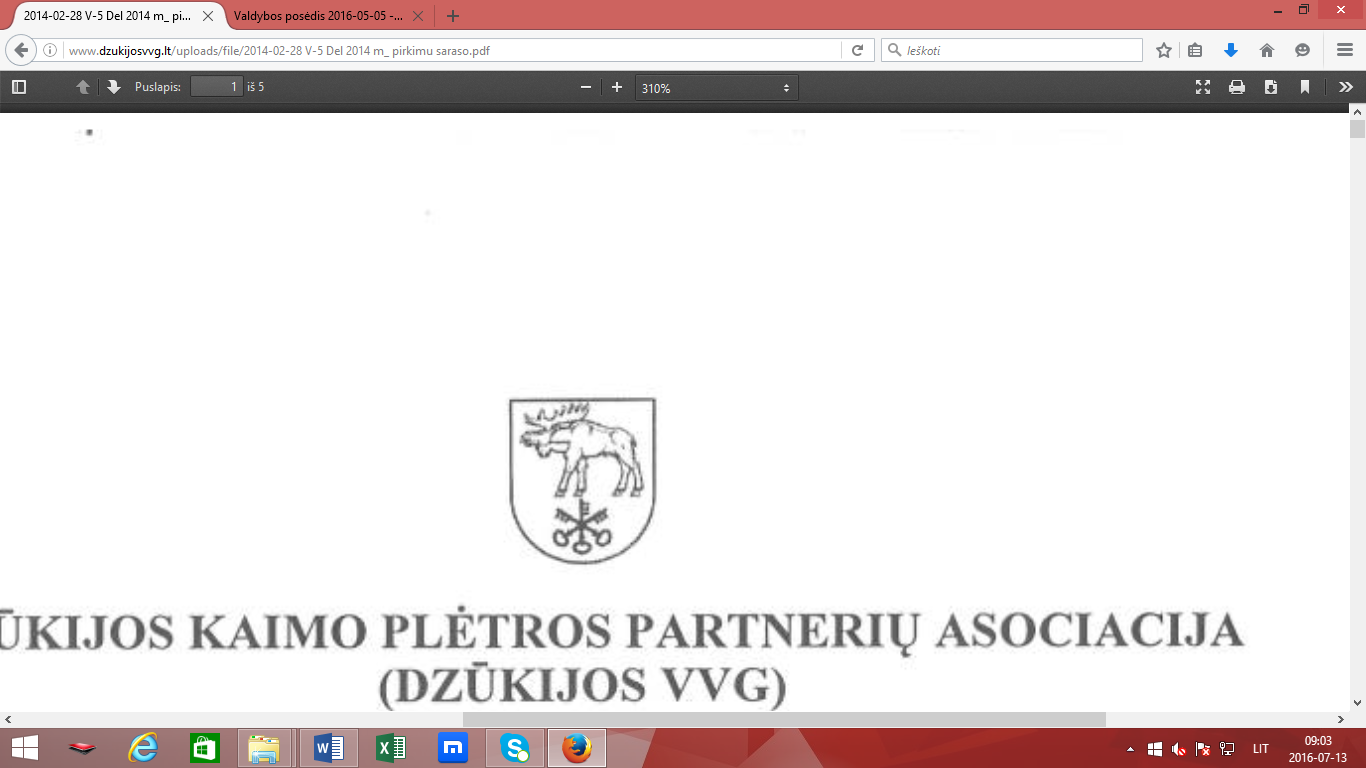 2014-02-28 V-5 Del 2014 m_ pi...
Valdybos posėdis 2016-05-05 -...
www.dzukijosvvg.lt/uploads/file/2014-02-28 V-5 Del 2014 m_ pirkimu saraso.pdf
Ieškoti
Puslapis: 1 iš 5
310%
ŪKIJOS KAIMO PLĖTROS PARTNERIŲ ASOCIACIJA
(DZŪKIJOS VVG)
LIT
09:03
2016-07-13